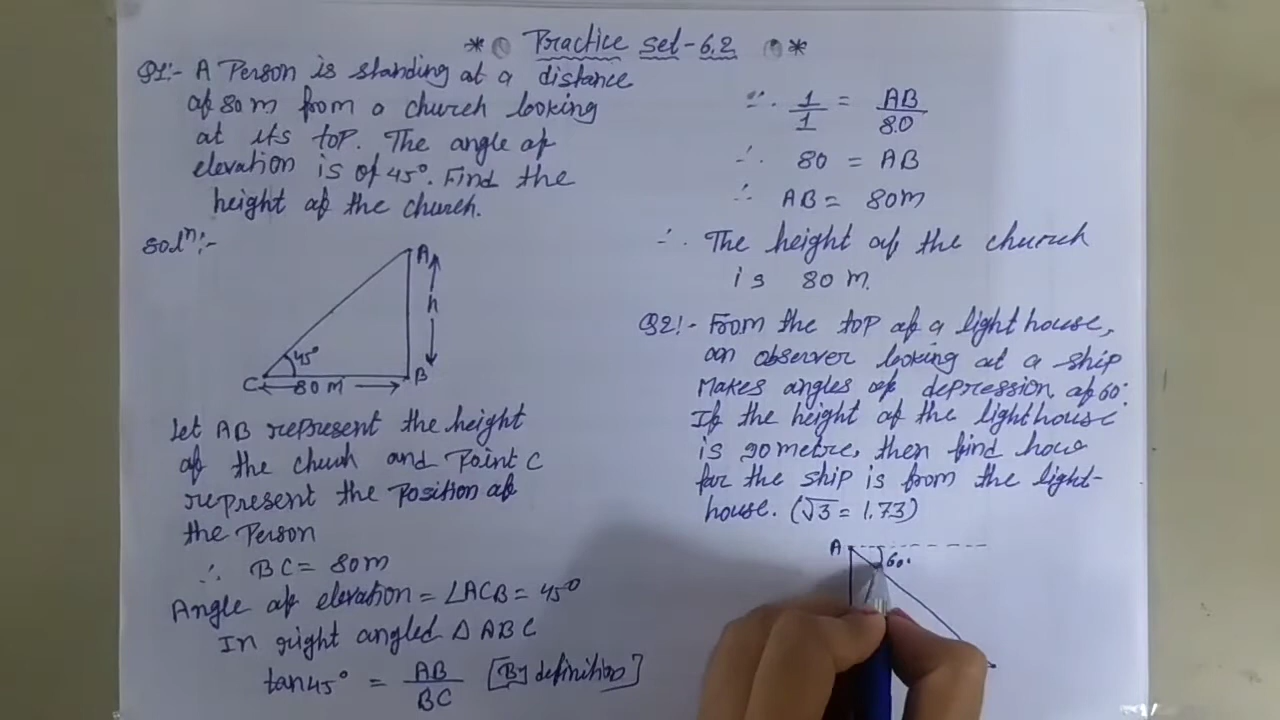 * Practice set-6.2 *
Q1:- A Person is standing at a distance
of 80 m from a church looking
at its top. The angle of
elevation is of 45°. Find the
height of the church.
Solⁿ:-
A
h
45°
C 80 M B
Let AB represent the height
of the church and Point C
represent the Position of
the Person
∴ BC = 80m
Angle of elevation = ∠ACB = 45°
In right angled Δ ABC
tan45° = AB/BC [By definition]
∴ 1/1 = AB/80
∴ 80 = AB
∴ AB = 80m
∴ The height of the church
is 80 m.
Q2:- From the top of a light house,
an observer looking at a ship
Makes angles of depression of 60°.
If the height of the lighthouse
is 90 metre, then find how
far the ship is from the light-
house. (√3 = 1.73)
A
60°